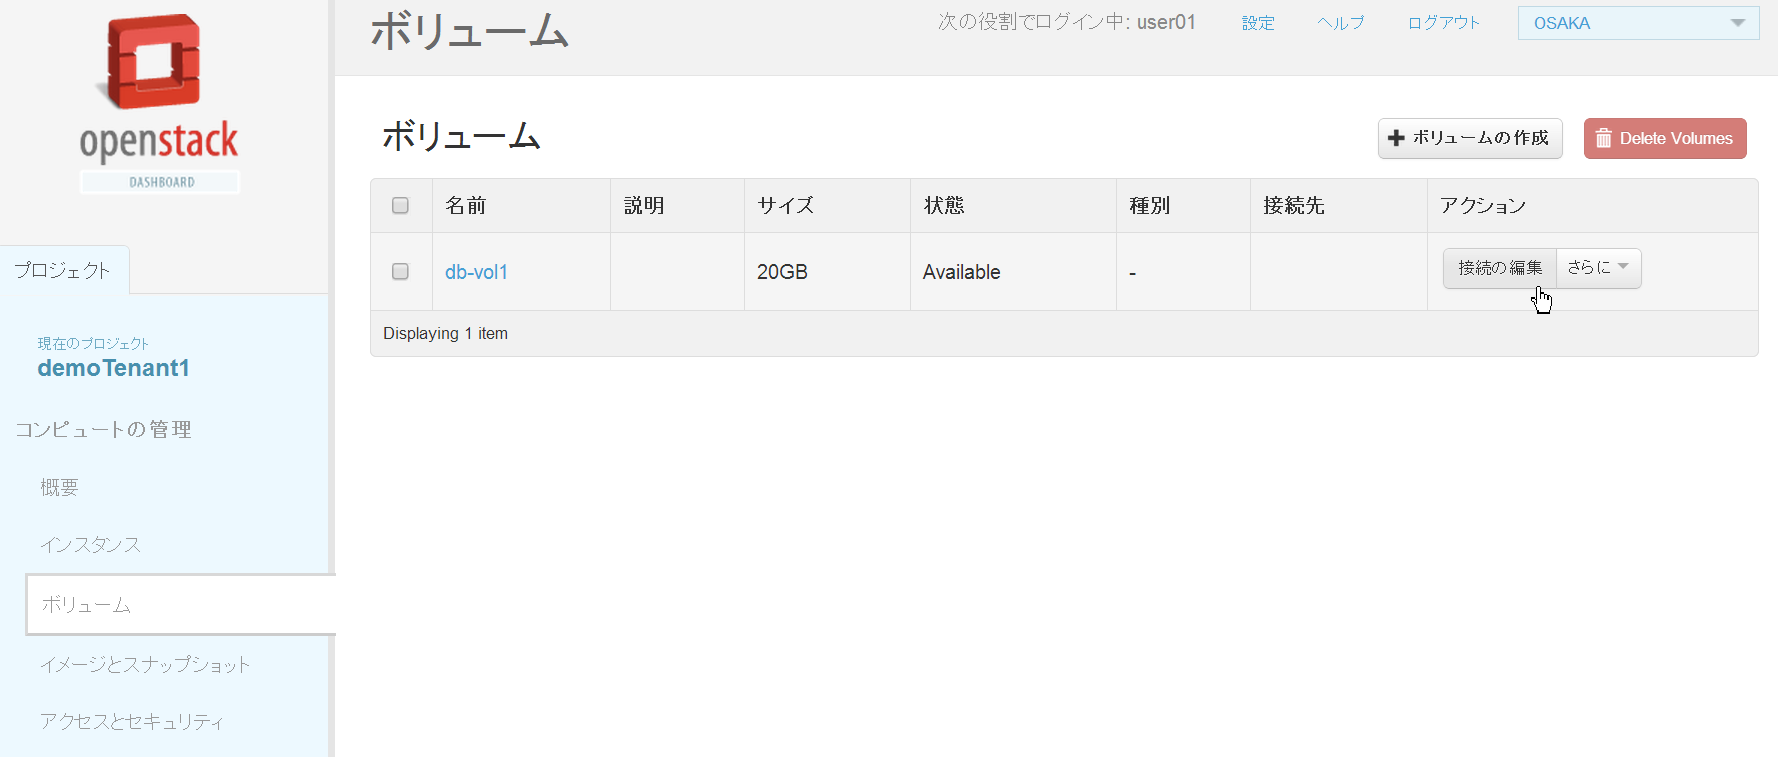 ボリューム
次の役割でログイン中: user01 設定 ヘルプ ログアウト OSAKA
openstack
DASHBOARD
プロジェクト
現在のプロジェクト
demoTenant1
コンピュートの管理
概要
インスタンス
ボリューム
イメージとスナップショット
アクセスとセキュリティ
ボリューム
ボリュームの作成 Delete Volumes
名前 説明 サイズ 状態 種別 接続先 アクション
db-vol1 20GB Available - 接続の編集 さらに
Displaying 1 item